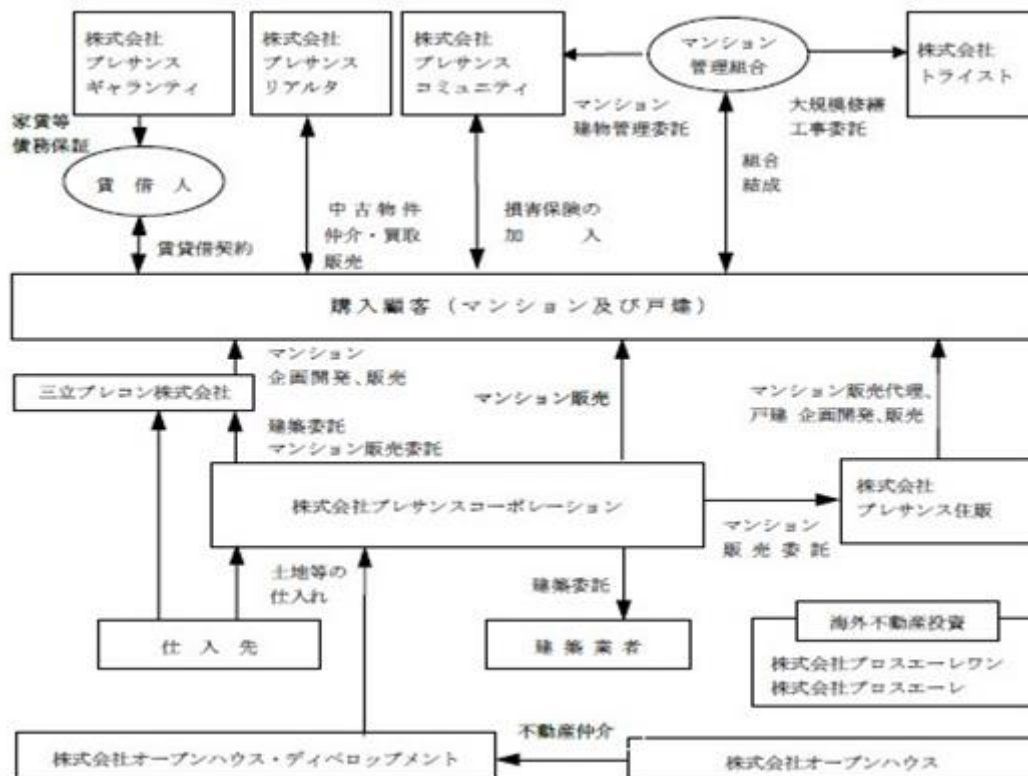 株式会社
プレサンス
ギャランティ
株式会社
プレサンス
リアルタ
株式会社
プレサンス
コミュニティ
マンション
管理組合
株式会社
トライスト
家賃等
債務保証
マンション
建物管理委託
大規模修繕
工事委託
賃借人
組合
結成
賃貸借契約
中古物件
仲介・買取
販売
損害保険の
加入
購入顧客（マンション及び戸建）
マンション
企画開発、販売
三立プレコン株式会社
マンション販売
マンション販売代理、
戸建 企画開発、販売
建築委託
マンション販売委託
株式会社プレサンスコーポレーション
株式会社
プレサンス住販
マンション
販売委託
土地等の
仕入れ
建築委託
仕入先
建築業者
海外不動産投資
株式会社プロスエーレワン
株式会社プロスエーレ
不動産仲介
株式会社オープンハウス・ディベロップメント
株式会社オープンハウス